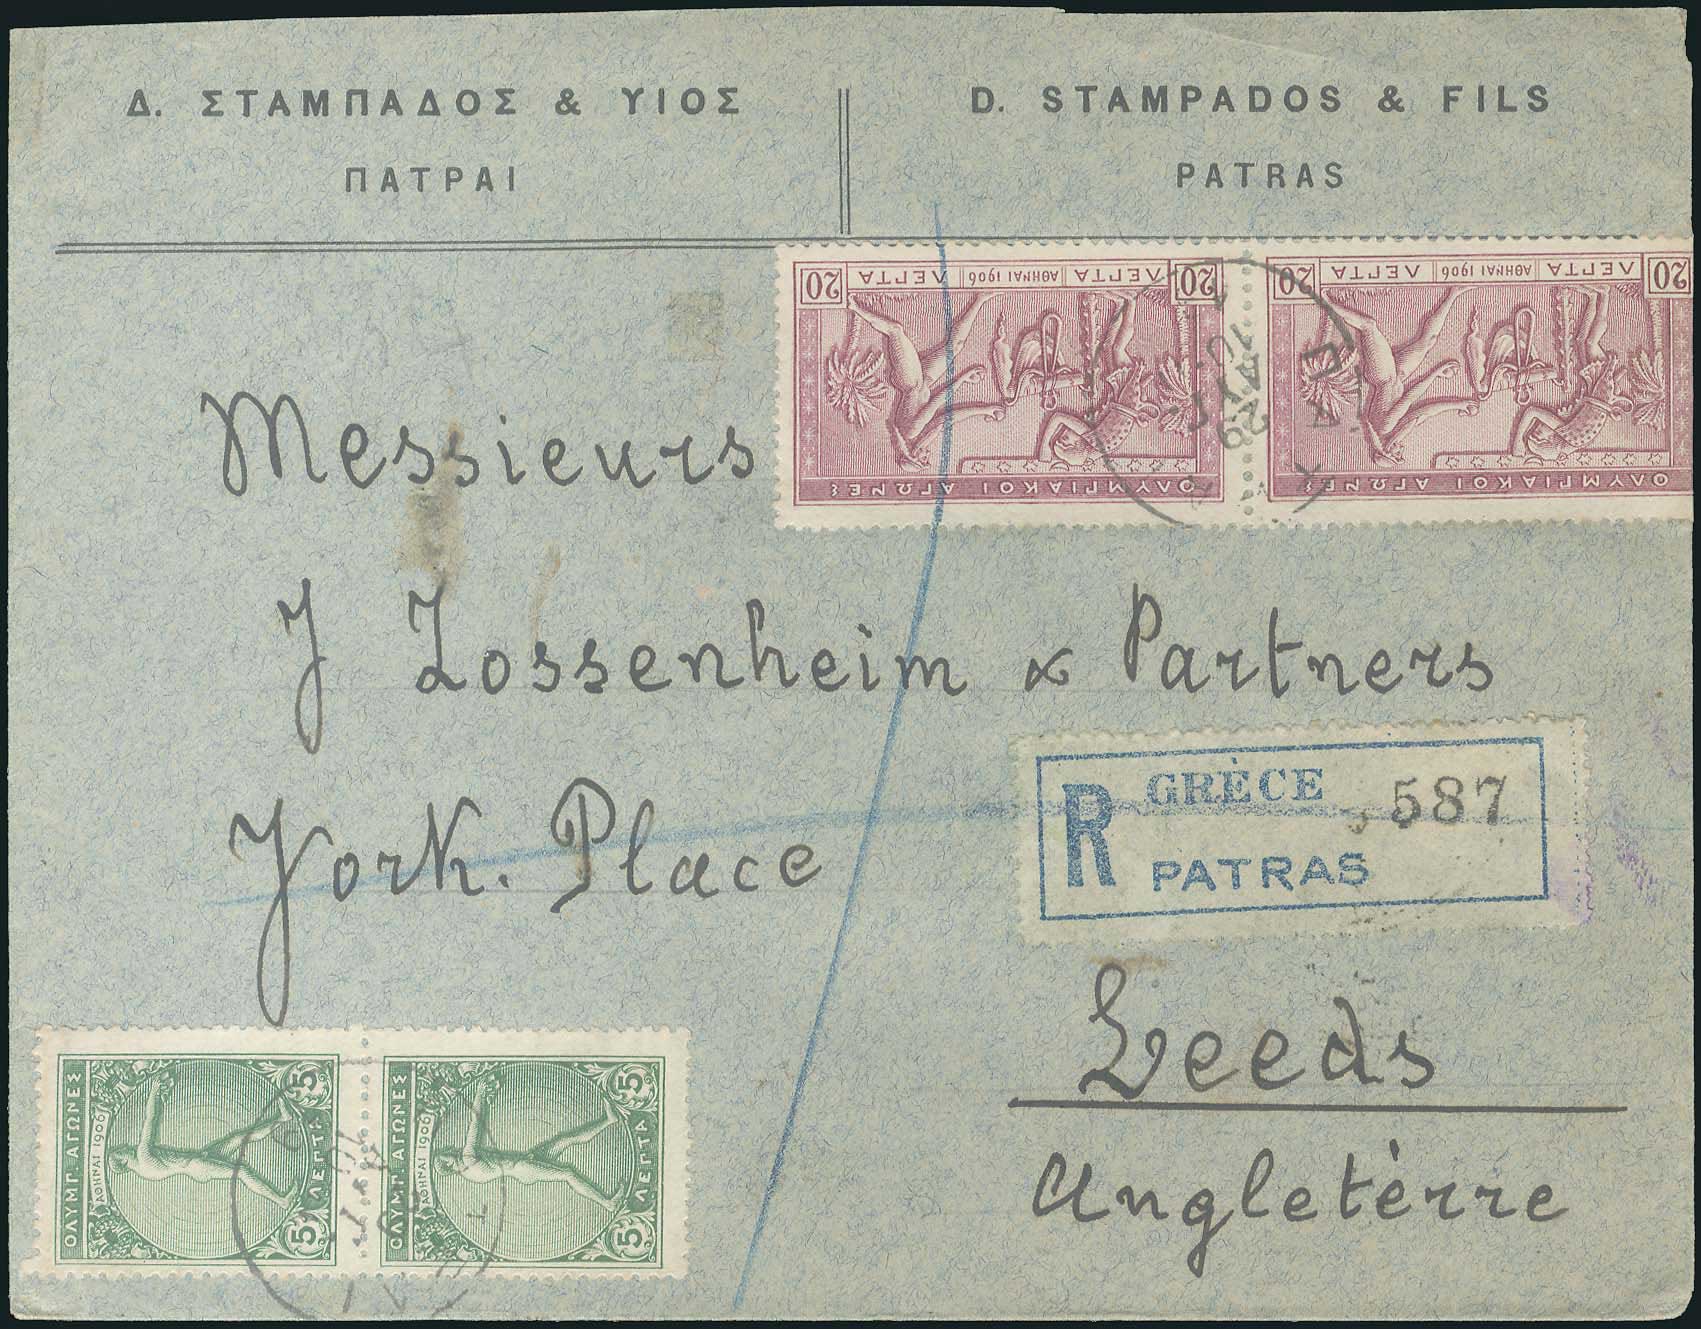 Δ. ΣΤΑΜΠΑΔΟΣ & ΥΙΟΣ
ΠΑΤΡΑΙ
D. STAMPADOS & FILS
PATRAS
20 ΛΕΠΤΑ ΑΘΗΝΑΙ 1906 ΛΕΠΤΑ 20
ΟΛΥΜΠΙΑΚΟΙ ΑΓΩΝΕΣ
20 ΛΕΠΤΑ ΑΘΗΝΑΙ 1906 ΛΕΠΤΑ 20
ΟΛΥΜΠΙΑΚΟΙ ΑΓΩΝΕΣ
Messieurs
J Zossenheim & Partners
York. Place
R GRÈCE 587
PATRAS
Leeds
Angletèrre
ΟΛΥΜΠ. ΑΓΩΝΕΣ
ΑΘΗΝΑΙ 1906
5 ΛΕΠΤΑ 5
ΟΛΥΜΠ. ΑΓΩΝΕΣ
ΑΘΗΝΑΙ 1906
5 ΛΕΠΤΑ 5